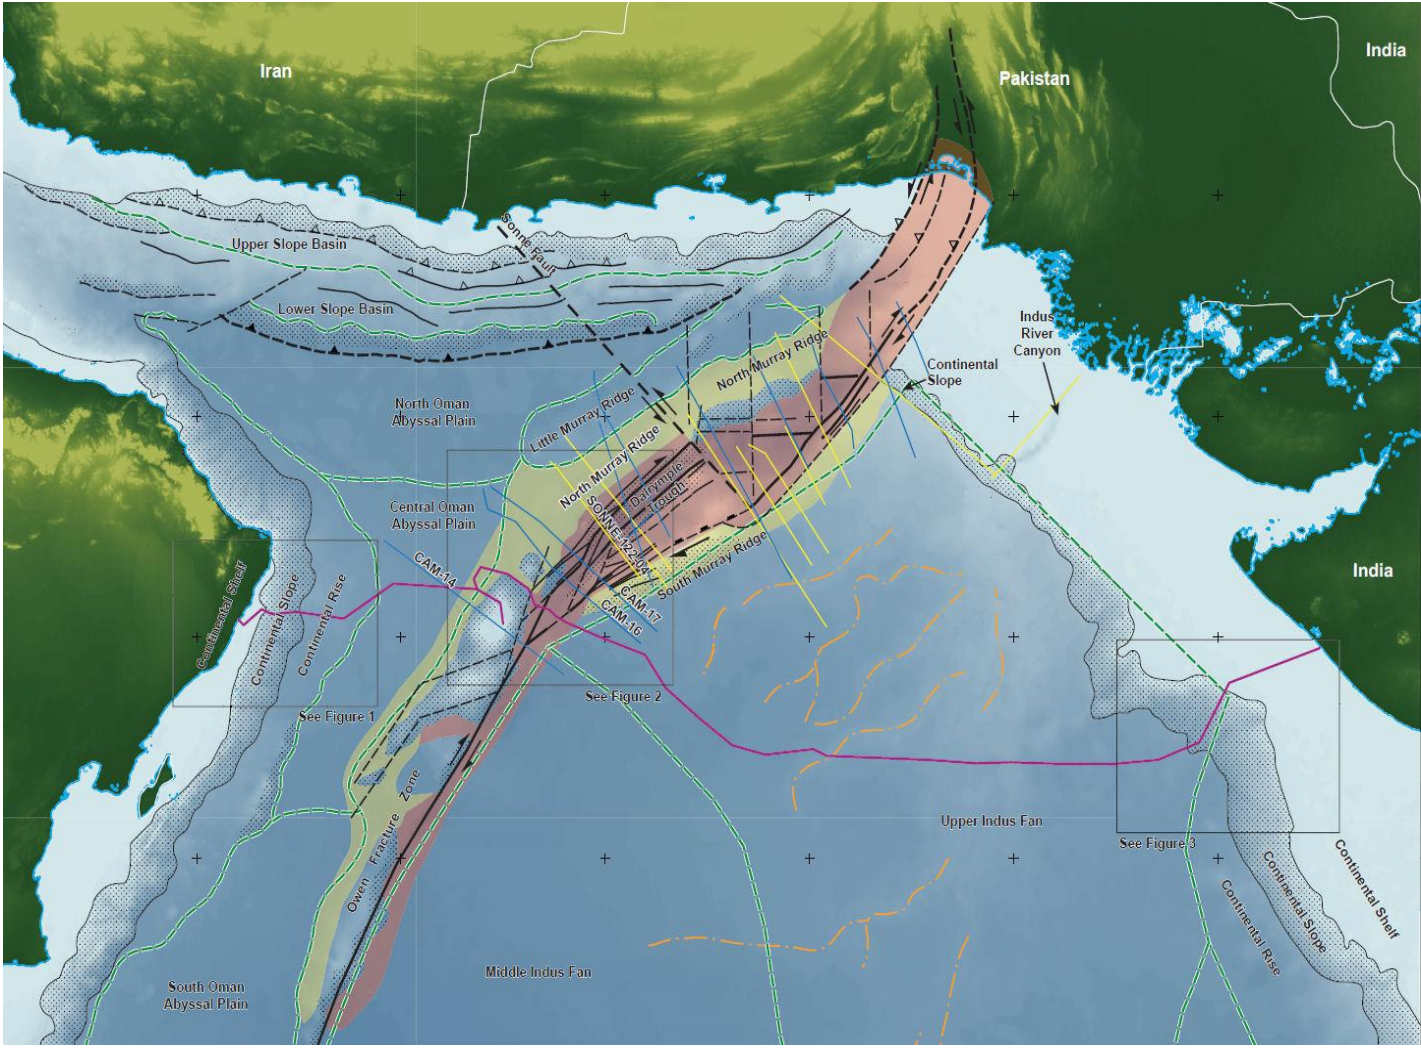 Iran
Pakistan
India
Sonne Fault
Upper Slope Basin
Lower Slope Basin
Indus
River
Canyon
North Murray Ridge
Continental
Slope
North Oman
Abyssal Plain
Little Murray Ridge
North Murray Ridge
Dalrymple
Trough
Central Oman
Abyssal Plain
SONNE-122-04
South Murray Ridge
CAM-14
CAM-17
CAM-16
India
Continental Shelf
Continental Slope
Continental Rise
See Figure 1
See Figure 2
Owen Fracture Zone
Upper Indus Fan
See Figure 3
Continental Shelf
Continental Slope
Continental Rise
Middle Indus Fan
South Oman
Abyssal Plain